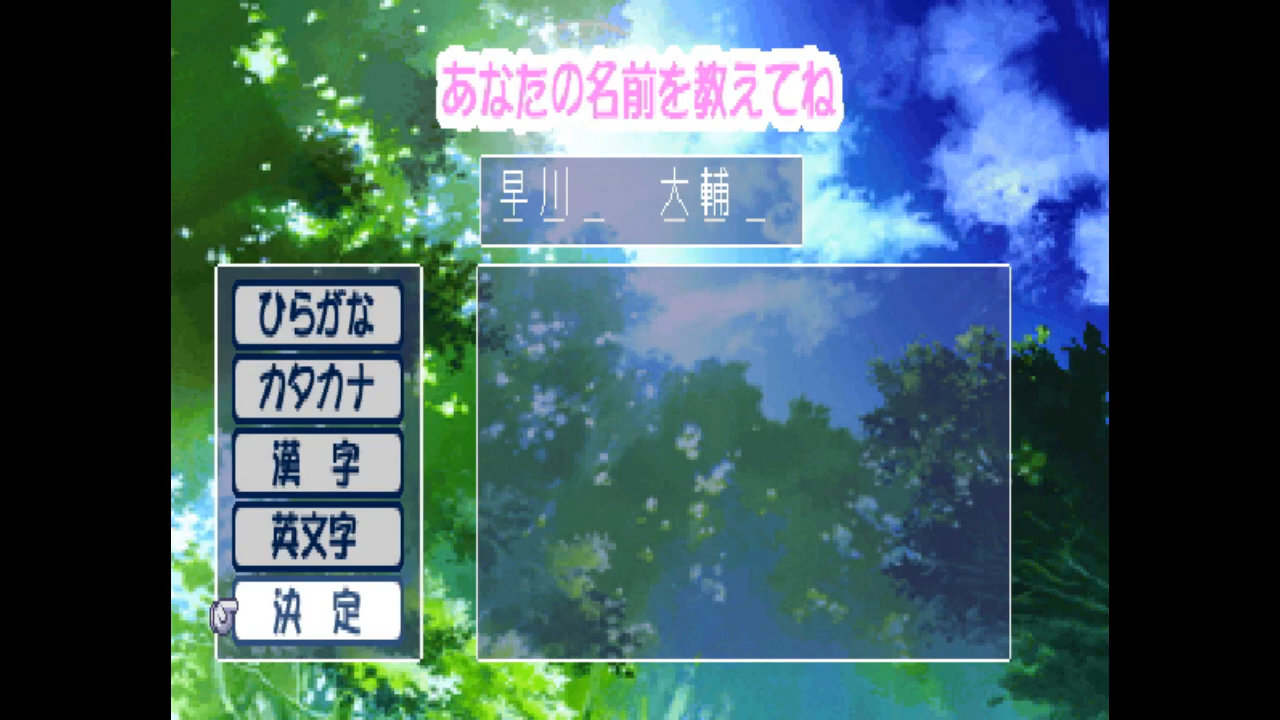 あなたの名前を教えてね
早川＿　大輔＿
ひらがな
カタカナ
漢　字
英文字
決　定